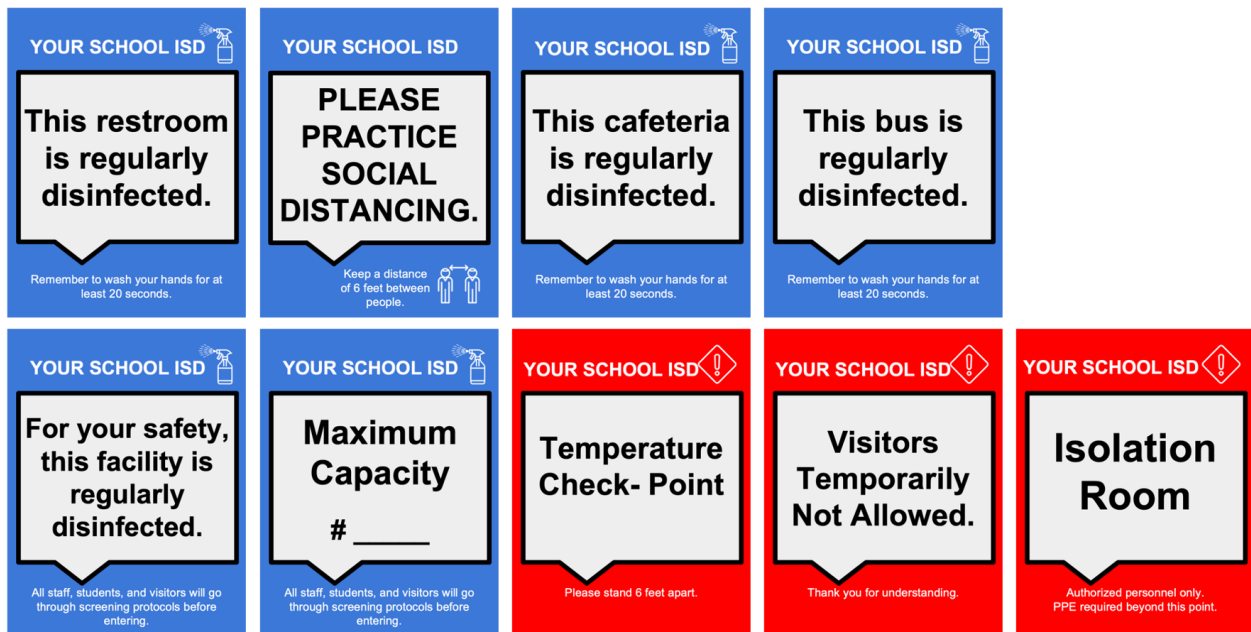 YOUR SCHOOL ISD
This restroom
is regularly
disinfected.
Remember to wash your hands for at
least 20 seconds.
YOUR SCHOOL ISD
PLEASE
PRACTICE
SOCIAL
DISTANCING.
Keep a distance
of 6 feet between
people.
YOUR SCHOOL ISD
This cafeteria
is regularly
disinfected.
Remember to wash your hands for at
least 20 seconds.
YOUR SCHOOL ISD
This bus is
regularly
disinfected.
Remember to wash your hands for at
least 20 seconds.
YOUR SCHOOL ISD
For your safety,
this facility is
regularly
disinfected.
All staff, students, and visitors will go
through screening protocols before
entering.
YOUR SCHOOL ISD
Maximum
Capacity
# _____
All staff, students, and visitors will go
through screening protocols before
entering.
YOUR SCHOOL ISD
Temperature
Check- Point
Please stand 6 feet apart.
YOUR SCHOOL ISD
Visitors
Temporarily
Not Allowed.
Thank you for understanding.
YOUR SCHOOL ISD
Isolation
Room
Authorized personnel only.
PPE required beyond this point.